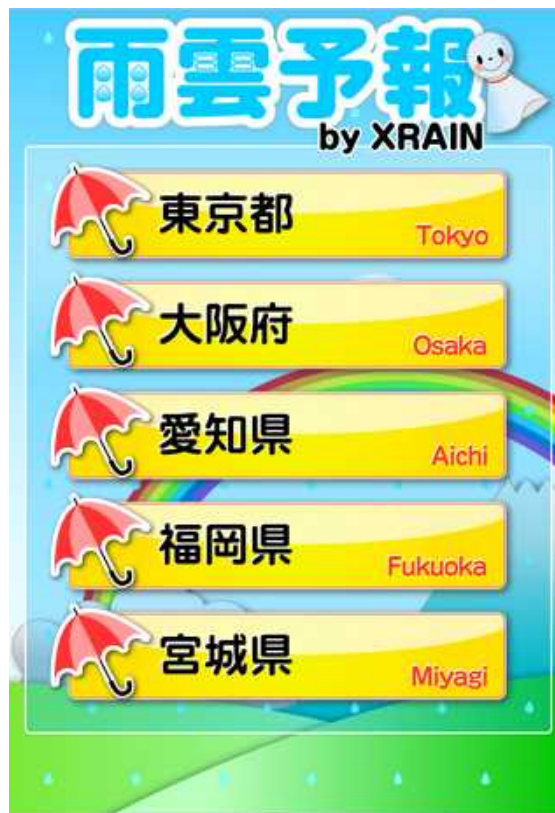 雨雲予報
by XRAIN
東京都
Tokyo
大阪府
Osaka
愛知県
Aichi
福岡県
Fukuoka
宮城県
Miyagi